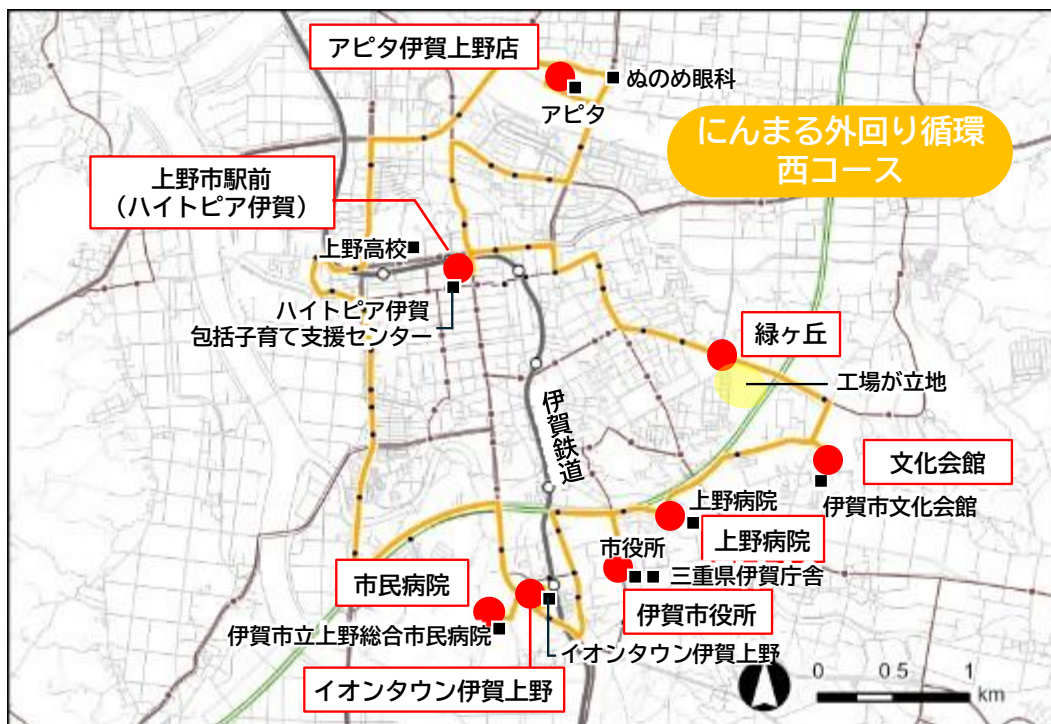 アピタ伊賀上野店
ぬのめ眼科
アピタ
にんまる外回り循環
西コース
上野市駅前
（ハイトピア伊賀）
上野高校
ハイトピア伊賀
包括子育て支援センター
緑ヶ丘
工場が立地
伊賀鉄道
文化会館
伊賀市文化会館
上野病院
上野病院
市役所
三重県伊賀庁舎
伊賀市役所
市民病院
伊賀市立上野総合市民病院
イオンタウン伊賀上野
イオンタウン伊賀上野
0 0 5 1
km